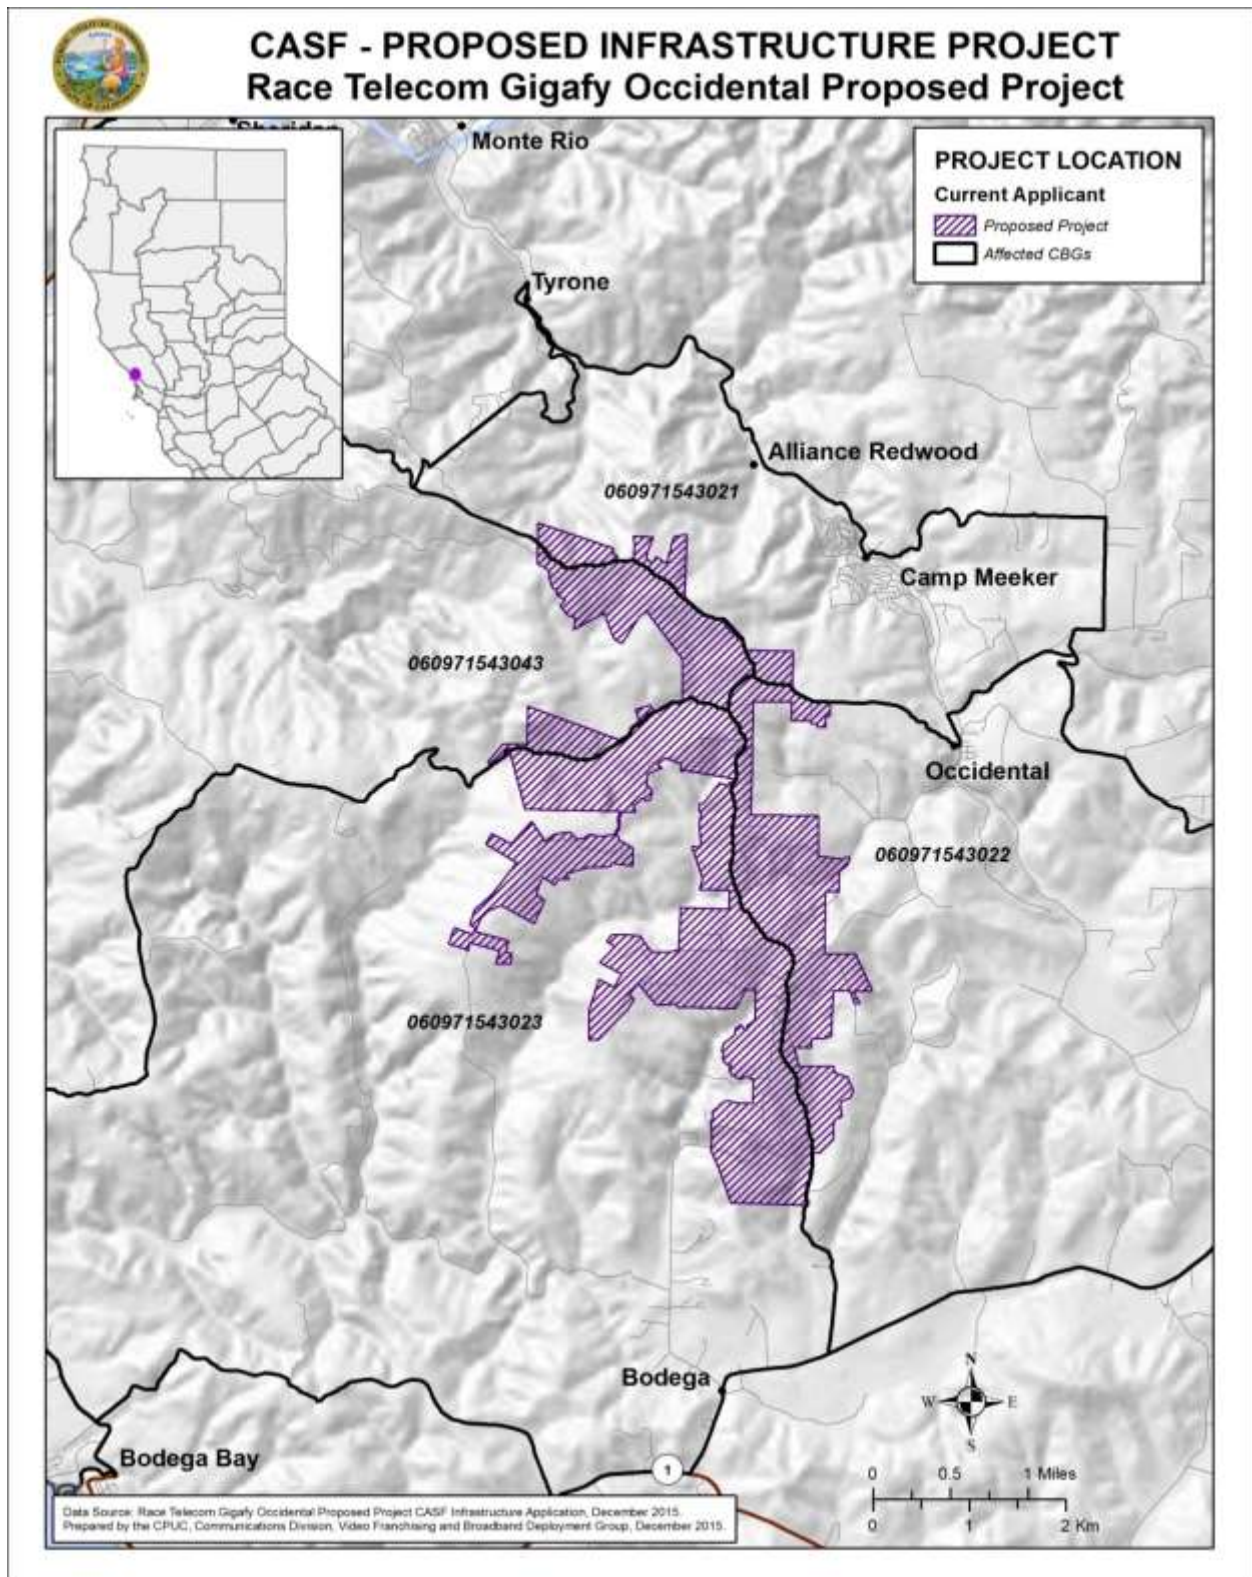 CASF - PROPOSED INFRASTRUCTURE PROJECT
Race Telecom Gigafy Occidental Proposed Project
Monte Rio
PROJECT LOCATION
Current Applicant
Proposed Project
Affected CBGs
Tyrone
Alliance Redwood
060971543021
Camp Meeker
060971543043
Occidental
060971543022
060971543023
Bodega
N
W E
S
Bodega Bay
1
0 0.5 1 Miles
0 1 2 Km
Data Source: Race Telecom Gigafy Occidental Proposed Project CASF Infrastructure Application, December 2015.
Prepared by the CPUC, Communications Division, Video Franchising and Broadband Deployment Group, December 2015.